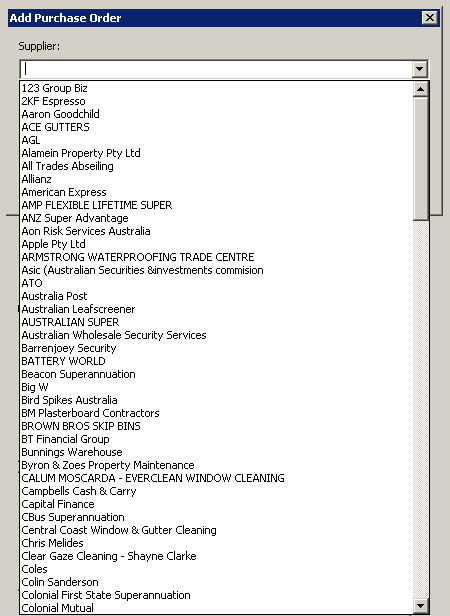 Add Purchase Order
Supplier:
123 Group Biz
2KF Espresso
Aaron Goodchild
ACE GUTTERS
AGL
Alamein Property Pty Ltd
All Trades Abseiling
Allianz
American Express
AMP FLEXIBLE LIFETIME SUPER
ANZ Super Advantage
Aon Risk Services Australia
Apple Pty Ltd
ARMSTRONG WATERPROOFING TRADE CENTRE
Asic (Australian Securities &investments commision
ATO
Australia Post
Australian Leafscreener
AUSTRALIAN SUPER
Australian Wholesale Security Services
Barrenjoey Security
BATTERY WORLD
Beacon Superannuation
Big W
Bird Spikes Australia
BM Plasterboard Contractors
BROWN BROS SKIP BINS
BT Financial Group
Bunnings Warehouse
Byron & Zoes Property Maintenance
CALUM MOSCARDA - EVERCLEAN WINDOW CLEANING
Campbells Cash & Carry
Capital Finance
CBus Superannuation
Central Coast Window & Gutter Cleaning
Chris Melides
Clear Gaze Cleaning - Shayne Clarke
Coles
Colin Sanderson
Colonial First State Superannuation
Colonial Mutual